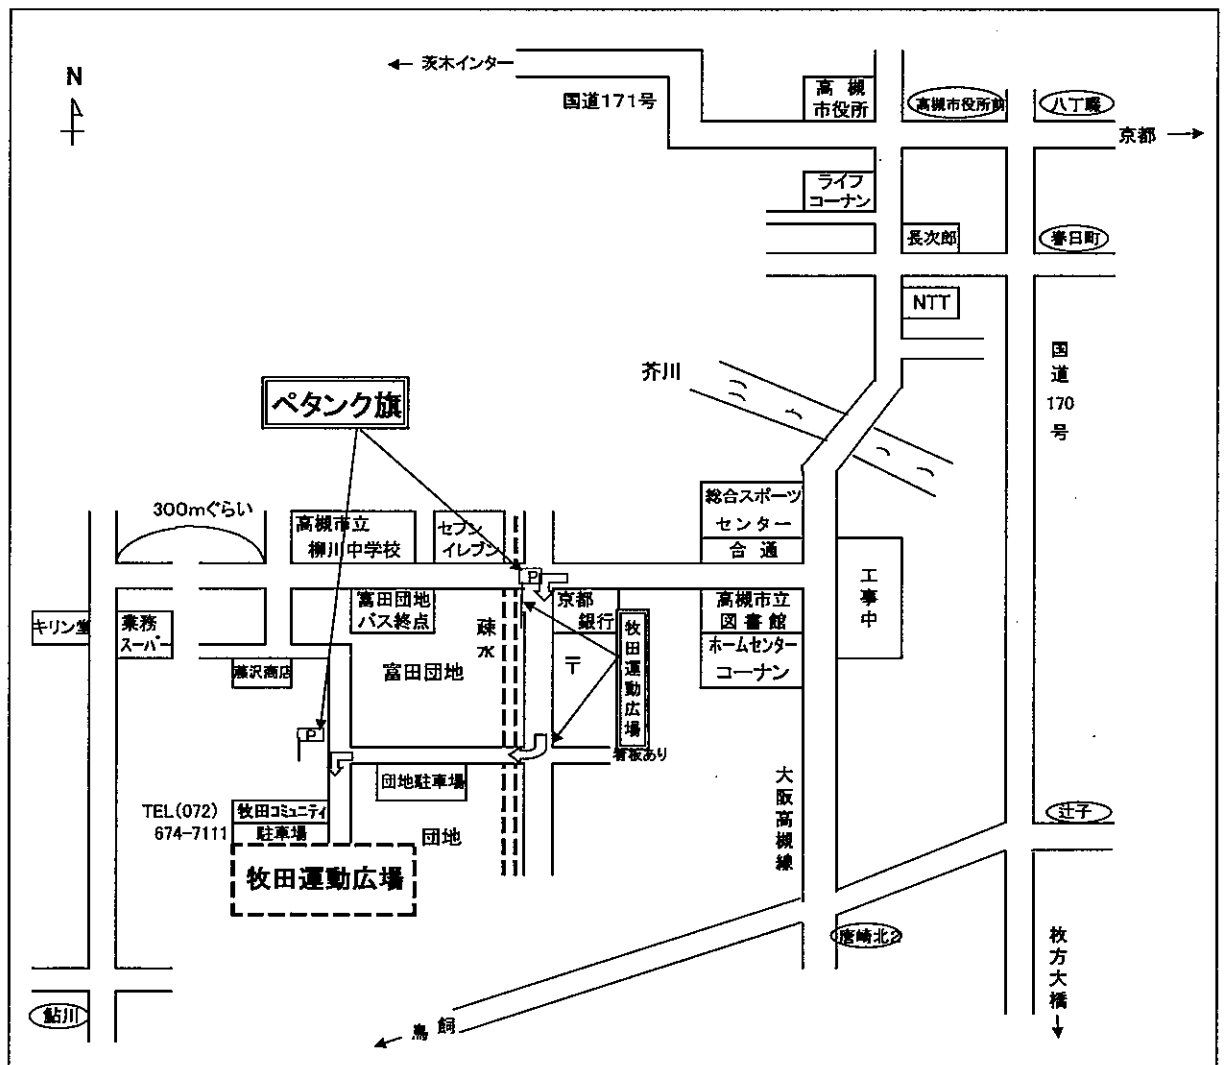 N
← 茨木インター
国道171号
高 槻
市役所
高槻市役所前
八丁畷
京都 →
ライフ
コーナン
長次郎
春日町
NTT
芥川
国道170号
ペタンク旗
300mぐらい
高槻市立
柳川中学校
セブン
イレブン
総合スポーツ
センター
合 通
工事中
P
キリン堂
業務
スーパー
富田団地
バス終点
疎水
京都
銀行
高槻市立
図書館
ホームセンター
コーナン
藤沢商店
富田団地
〒
牧田運動広場
看板あり
P
団地駐車場
大阪高槻線
TEL(072)
674-7111
牧田コミュニティ
駐車場
団地
辻子
牧田運動広場
唐崎北2
枚方大橋
鮎川
鳥 飼